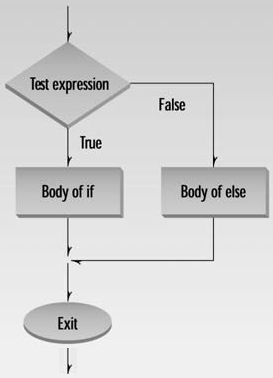 Test expression
False
True
Body of if
Body of else
Exit